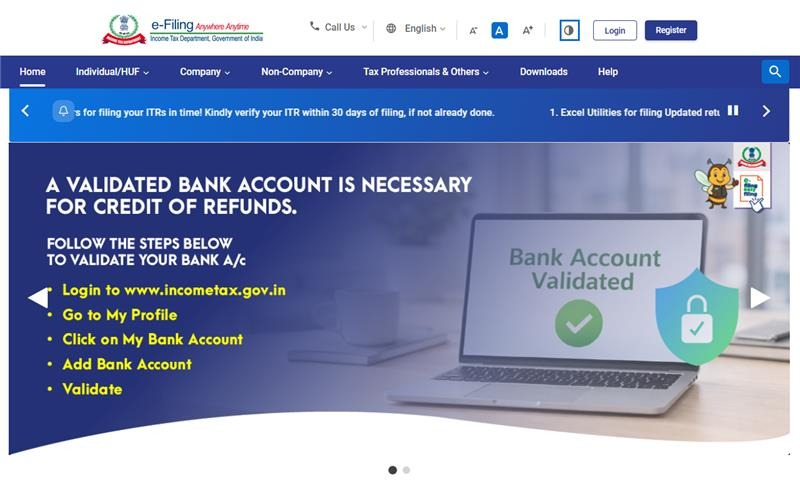 e-Filing Anywhere Anytime
Income Tax Department, Government of India
Call Us
English
A-
A
A+
Login
Register
Home
Individual/HUF
Company
Non-Company
Tax Professionals & Others
Downloads
Help
for filing your ITRs in time! Kindly verify your ITR within 30 days of filing, if not already done.
1. Excel Utilities for filing Updated
A VALIDATED BANK ACCOUNT IS NECESSARY
FOR CREDIT OF REFUNDS.
FOLLOW THE STEPS BELOW
TO VALIDATE YOUR BANK A/c
• Login to www.incometax.gov.in
• Go to My Profile
• Click on My Bank Account
• Add Bank Account
• Validate
Bank Account
Validated